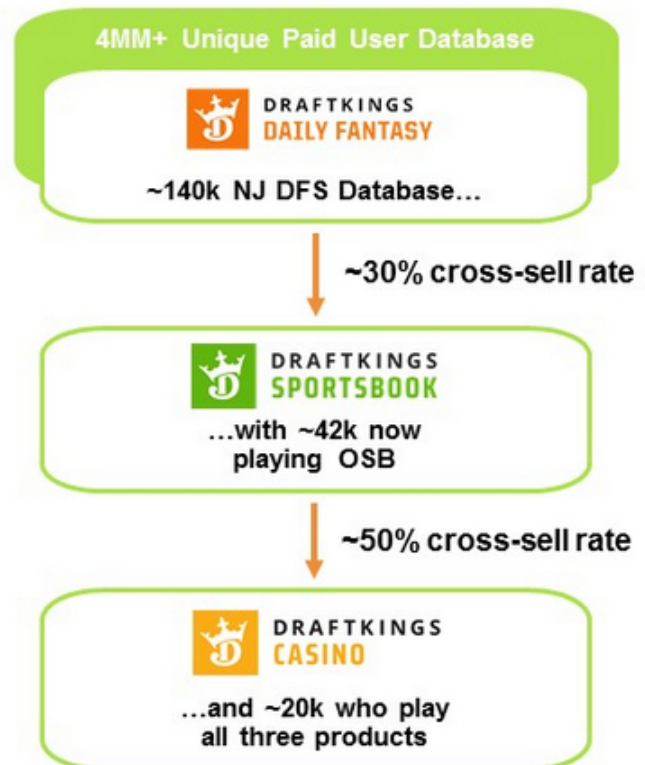 4MM+ Unique Paid User Database
DRAFTKINGS
DAILY FANTASY
~140k NJ DFS Database...
~30% cross-sell rate
DRAFTKINGS
SPORTSBOOK
...with ~42k now
playing OSB
~50% cross-sell rate
DRAFTKINGS
CASINO
...and ~20k who play
all three products